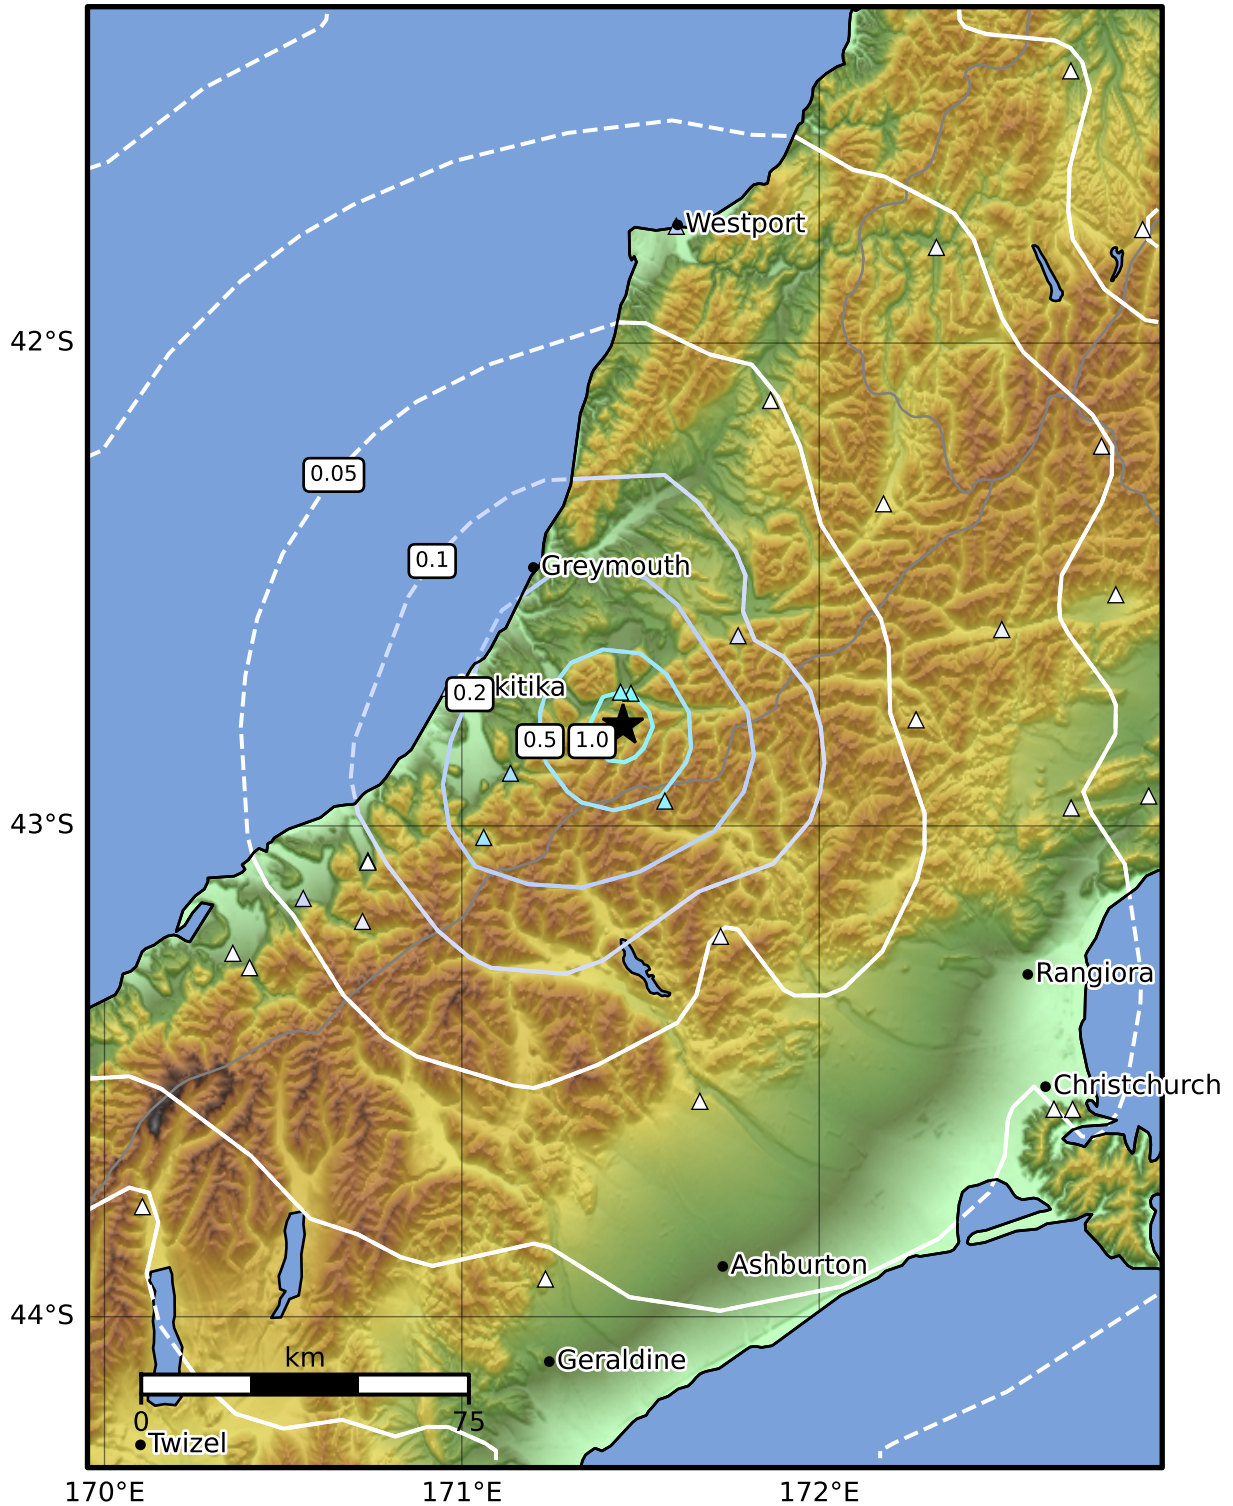 Westport
42°S
0.05
0.1
Greymouth
0.2
kitika
0.5
1.0
43°S
Rangiora
Christchurch
Ashburton
44°S
km
Geraldine
0
75
Twizel
170°E
171°E
172°E